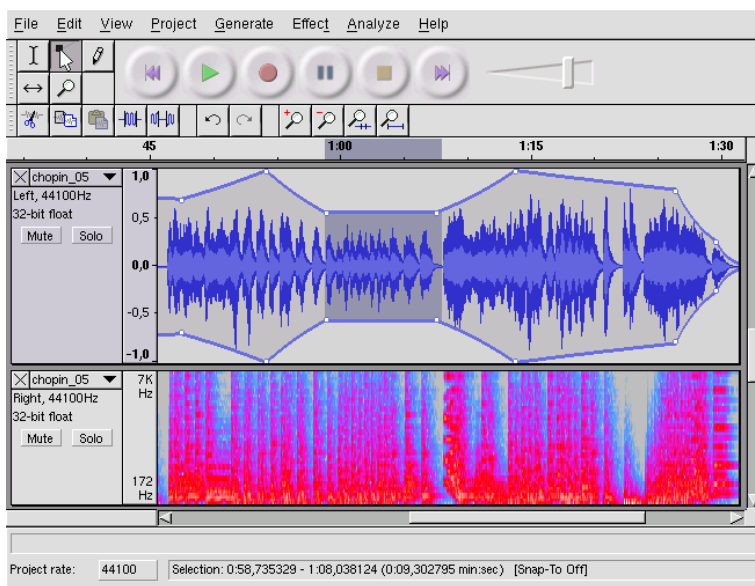 File Edit View Project Generate Effect Analyze Help
45 1:00 1:15 1:30
chopin_05
Left, 44100Hz
32-bit float
Mute Solo
1,0
0,5
0,0
-0,5
-1,0
chopin_05
Right, 44100Hz
32-bit float
Mute Solo
7K
Hz
172
Hz
Project rate: 44100 Selection: 0:58,735329 - 1:08,038124 (0:09,302795 min:sec) [Snap-To Off]